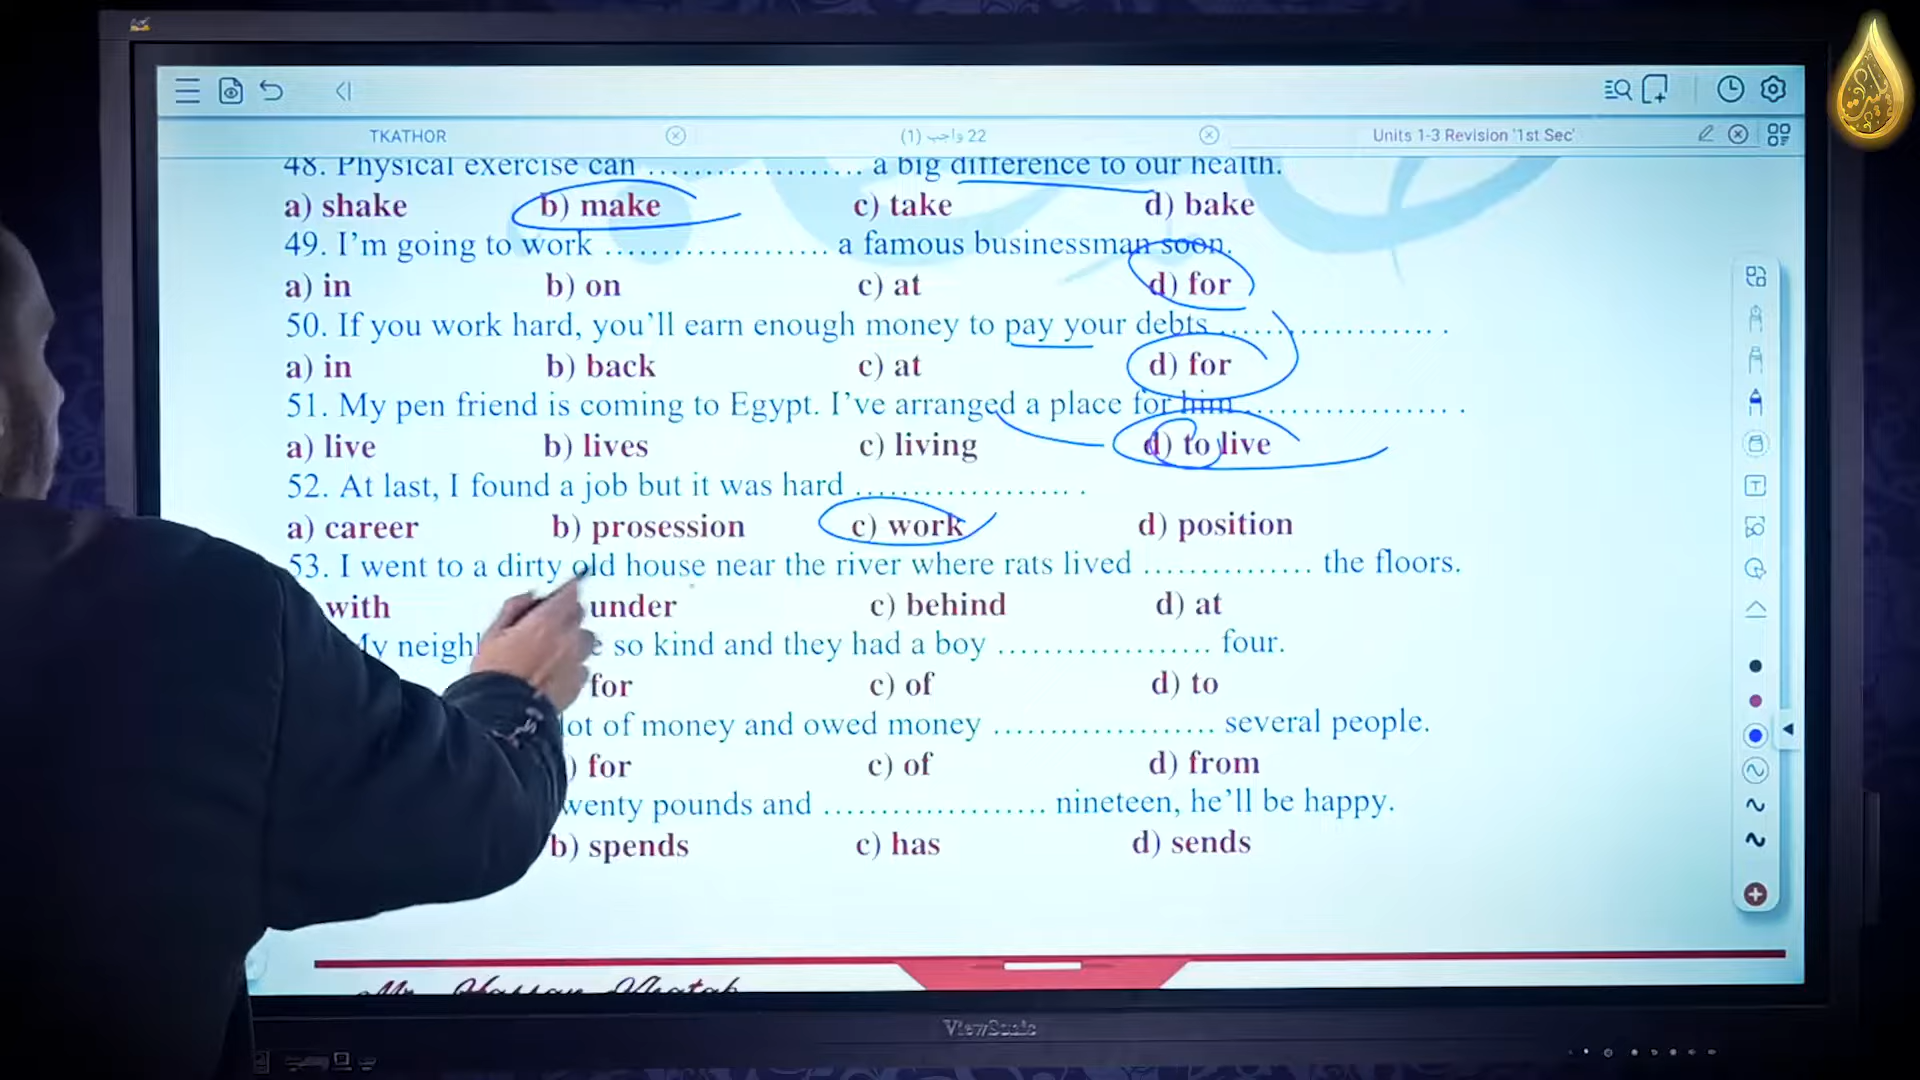 TKATHOR
22 واجب (1)
Units 1-3 Revision '1st Sec'
48. Physical exercise can .................... a big difference to our health.
a) shake b) make c) take d) bake
49. I'm going to work .................... a famous businessman soon.
a) in b) on c) at d) for
50. If you work hard, you'll earn enough money to pay your debts .................... .
a) in b) back c) at d) for
51. My pen friend is coming to Egypt. I've arranged a place for him .................... .
a) live b) lives c) living d) to live
52. At last, I found a job but it was hard .................... .
a) career b) prosession c) work d) position
53. I went to a dirty old house near the river where rats lived ............... the floors.
with under c) behind d) at
My neigh so kind and they had a boy .................... four.
for c) of d) to
lot of money and owed money .................... several people.
) for c) of d) from
wenty pounds and .................... nineteen, he'll be happy.
b) spends c) has d) sends
Mr. Hassan Khatab
ViewSonic